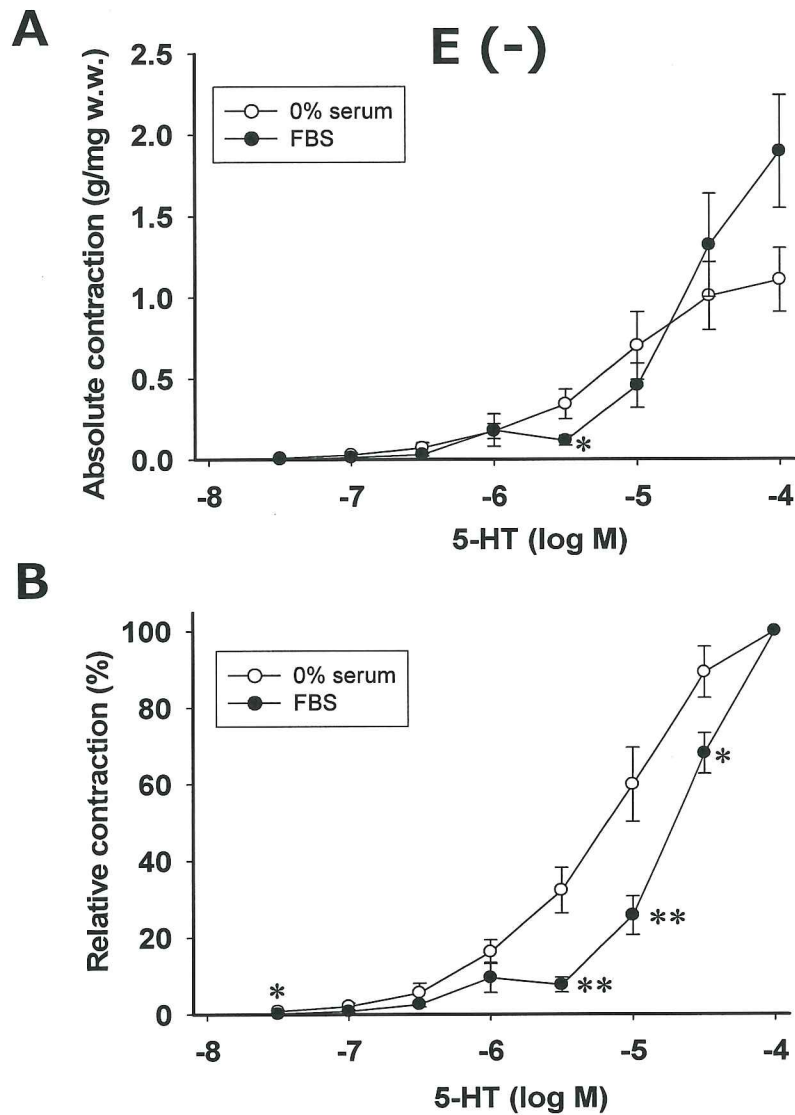 A
E (-)
2.5
2.0
1.5
1.0
0.5
0.0
Absolute contraction (g/mg w.w.)
0% serum
FBS
*
-8
-7
-6
-5
-4
5-HT (log M)
B
100
80
60
40
20
0
Relative contraction (%)
0% serum
FBS
*
**
**
*
-8
-7
-6
-5
-4
5-HT (log M)